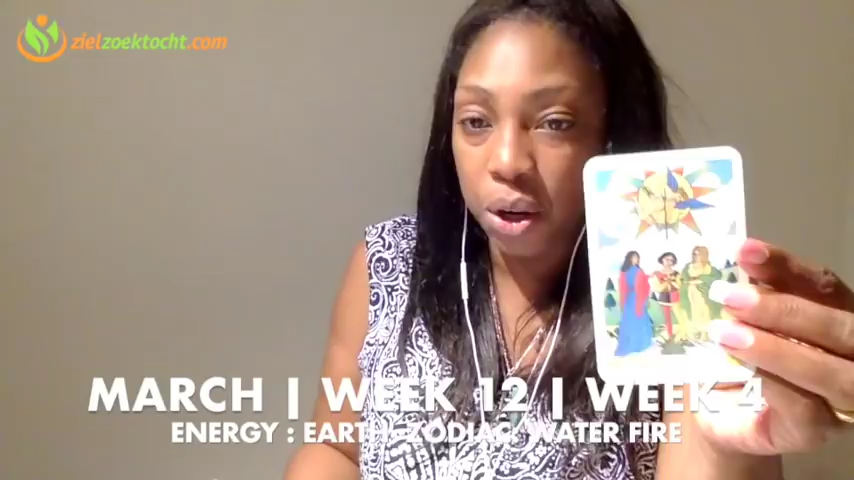 zielzoektocht.com
MARCH | WEEK 12 | WEEK 4
ENERGY : EARTH ZODIAC WATER FIRE